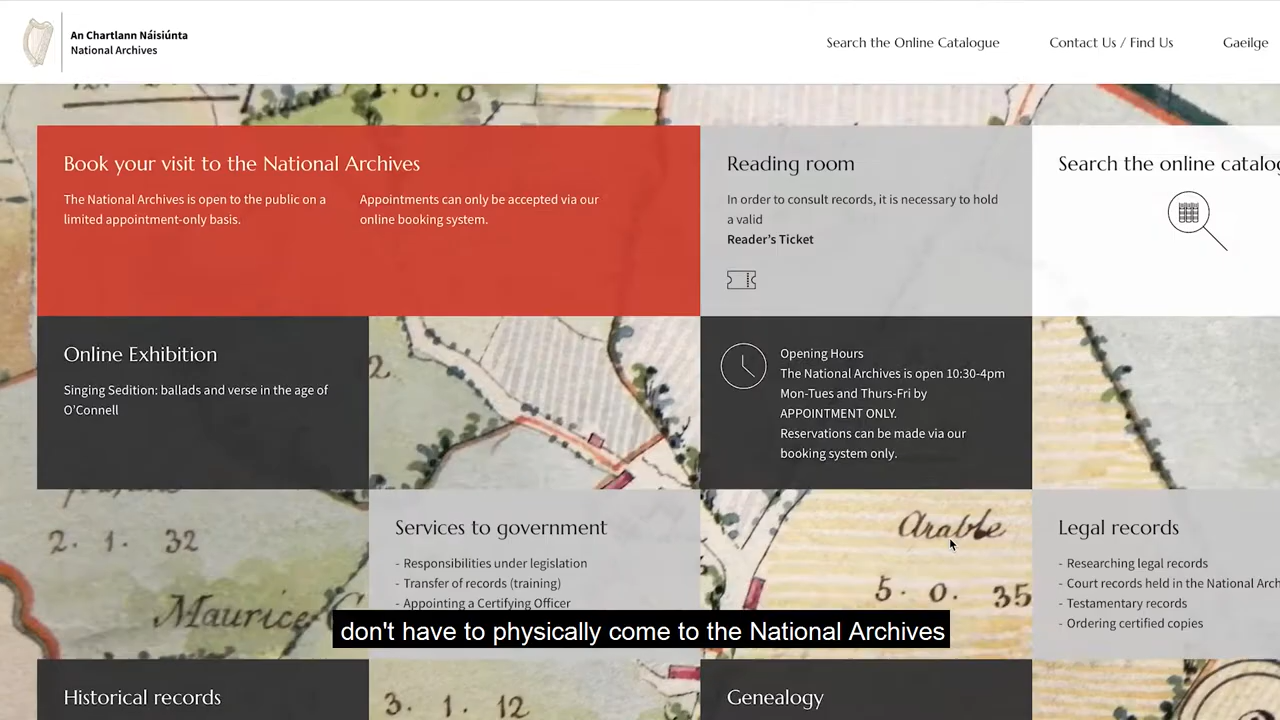 An Chartlann Náisiúnta
National Archives
Search the Online Catalogue
Contact Us / Find Us
Gaeilge
Book your visit to the National Archives
The National Archives is open to the public on a
limited appointment-only basis.
Appointments can only be accepted via our
online booking system.
Reading room
In order to consult records, it is necessary to hold
a valid
Reader's Ticket
Search the online
Online Exhibition
Singing Sedition: ballads and verse in the age of
O'Connell
Opening Hours
The National Archives is open 10:30-4pm
Mon-Tues and Thurs-Fri by
APPOINTMENT ONLY.
Reservations can be made via our
booking system only.
2. 1. 32
Maurice
Services to government
- Responsibilities under legislation
- Transfer of records (training)
- Appointing a Certifying Officer
Arable
5. 0. 35
Legal records
- Researching legal records
- Court records held in the National
- Testamentary records
- Ordering certified copies
don't have to physically come to the National Archives
Historical records
3. 1. 12
Genealogy